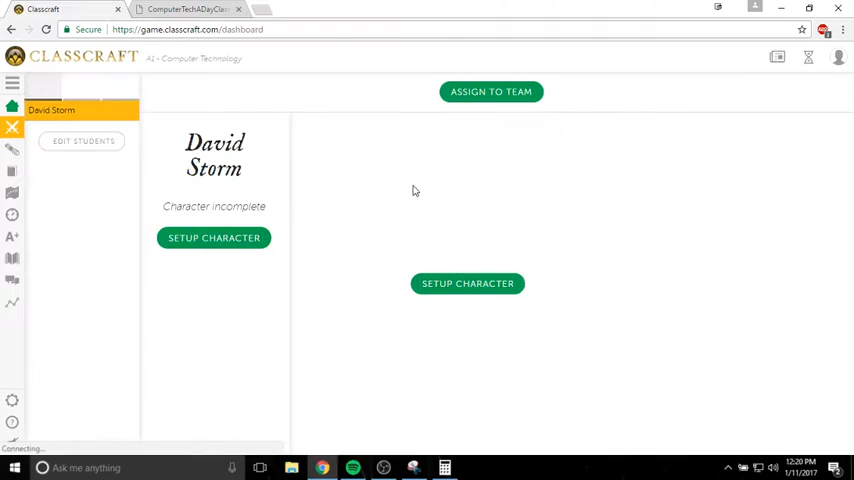 Classcraft
ComputerTechADayClas
Secure
https://game.classcraft.com/dashboard
CLASSCRAFT
A1 - Computer Technology
ASSIGN TO TEAM
David Storm
EDIT STUDENTS
David
Storm
Character incomplete
SETUP CHARACTER
SETUP CHARACTER
A+
Connecting...
Ask me anything
12:20 PM
1/11/2017